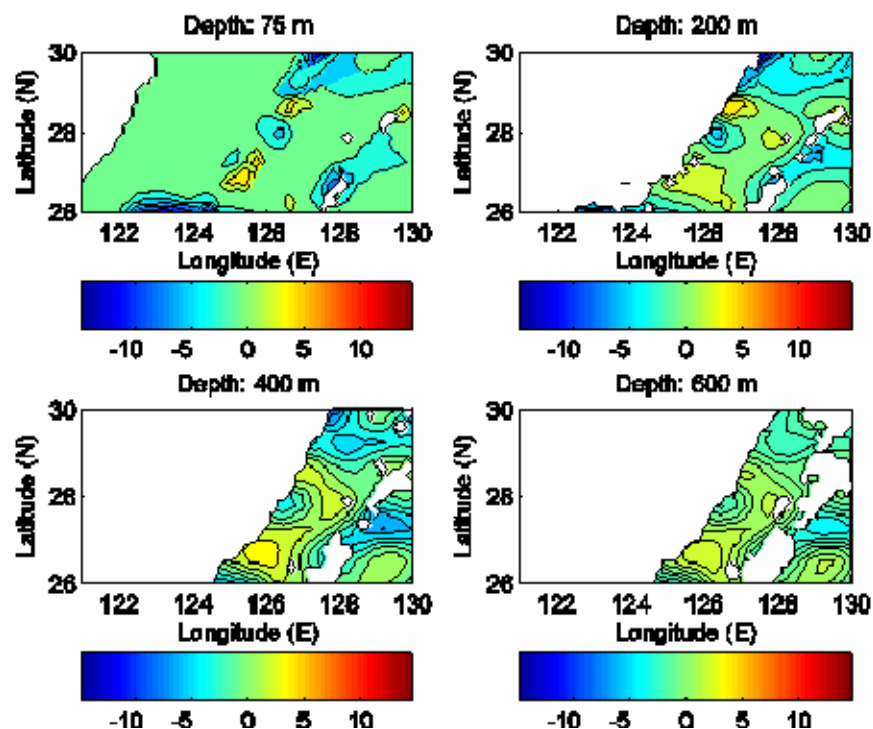 Depth: 75 m
Depth: 200 m
30
28
26
Latitude (N)
122 124 126 128 130
Longitude (E)
30
28
26
Latitude (N)
122 124 126 128 130
Longitude (E)
-10 -5 0 5 10
-10 -5 0 5 10
Depth: 400 m
Depth: 600 m
30
28
26
Latitude (N)
122 124 126 128 130
Longitude (E)
30
28
26
Latitude (N)
122 124 126 128 130
Longitude (E)
-10 -5 0 5 10
-10 -5 0 5 10